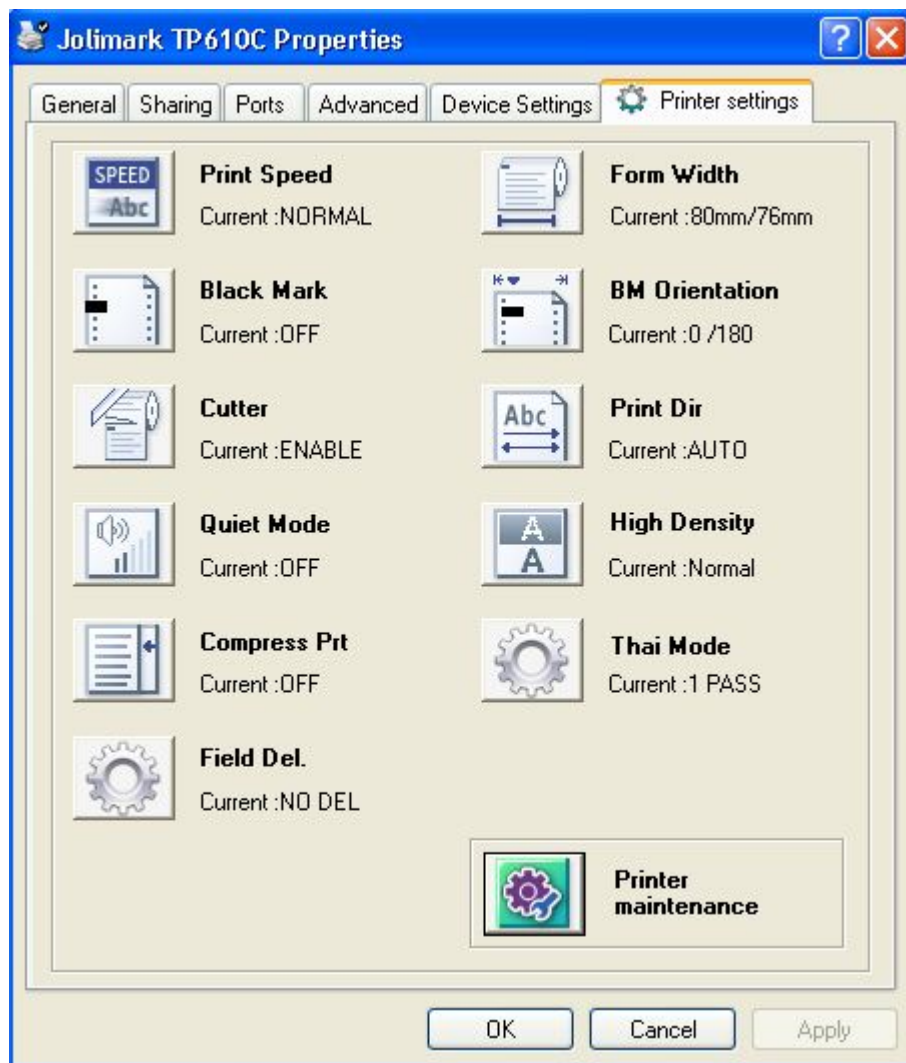 Jolimark TP610C Properties
General Sharing Ports Advanced Device Settings Printer settings
SPEED
Abc
Print Speed
Current :NORMAL
Form Width
Current :80mm/76mm
Black Mark
Current :OFF
BM Orientation
Current :0 /180
Cutter
Current :ENABLE
Abc
Print Dir
Current :AUTO
Quiet Mode
Current :OFF
A
A
High Density
Current :Normal
Compress Prt
Current :OFF
Thai Mode
Current :1 PASS
Field Del.
Current :NO DEL
Printer
maintenance
OK Cancel Apply